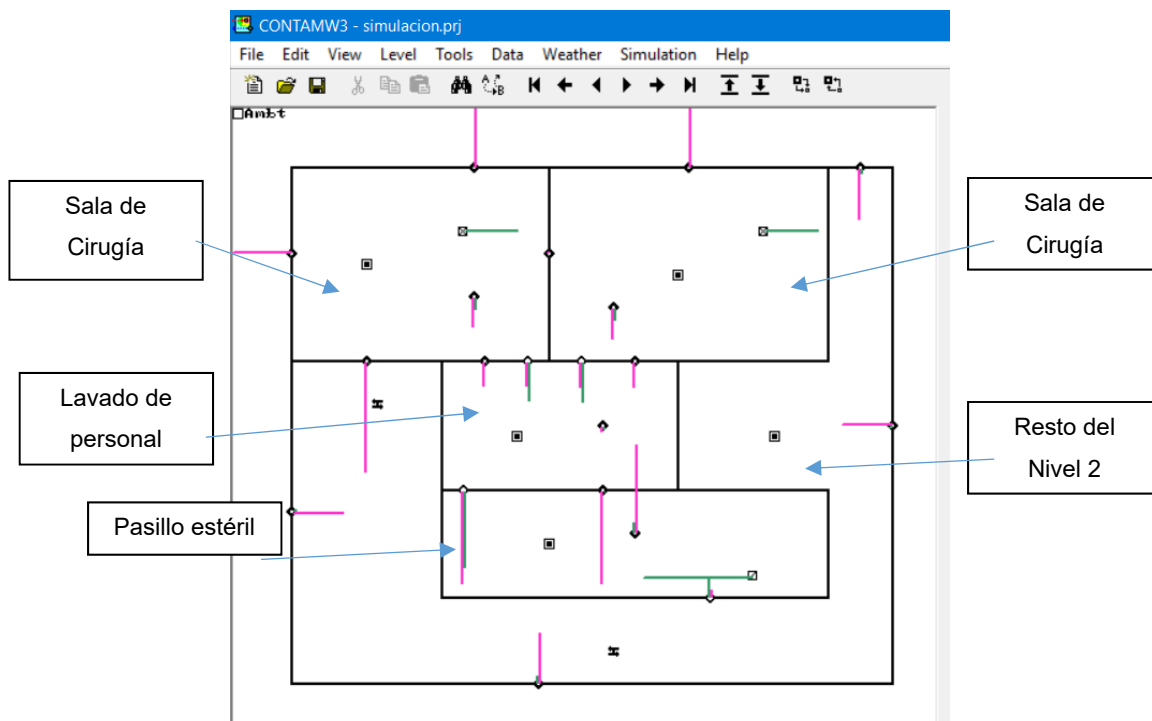 CONTAMW3 - simulacion.prj
File Edit View Level Tools Data Weather Simulation Help
Ambt
Sala de
Cirugía
Sala de
Cirugía
Lavado de
personal
Resto del
Nivel 2
Pasillo estéril